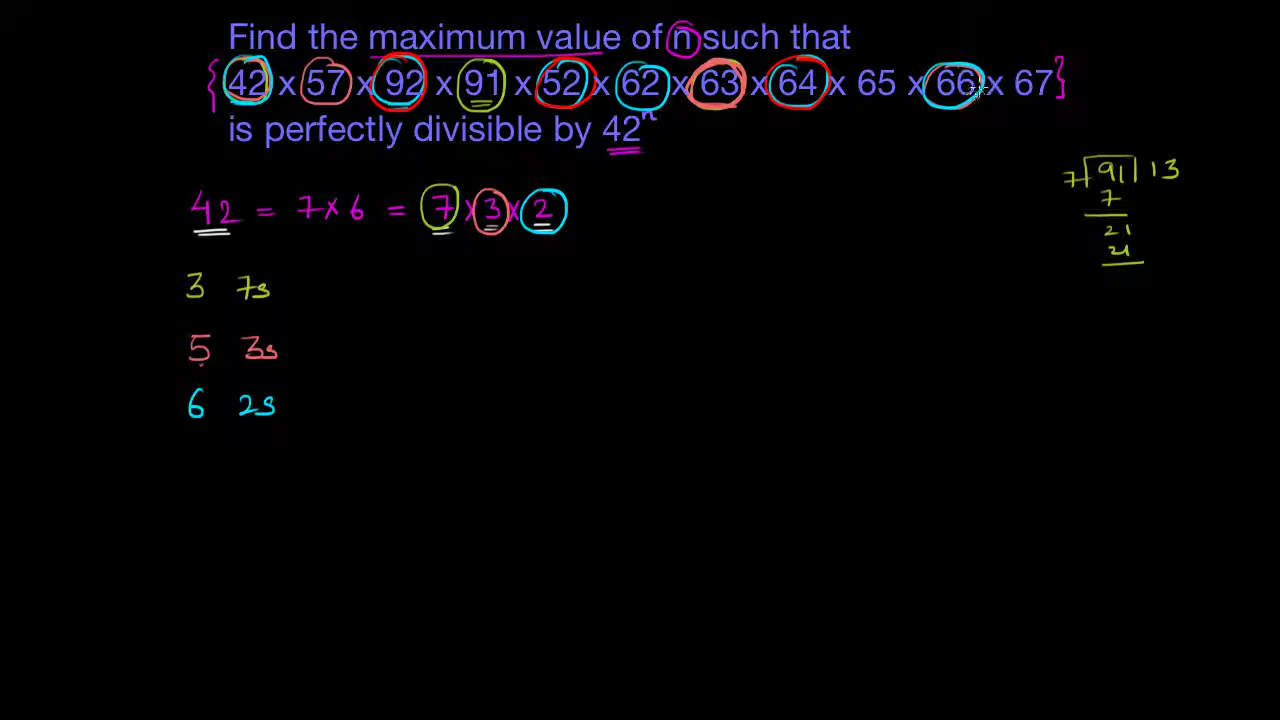 Find the maximum value of n such that
{42 x 57 x 92 x 91 x 52 x 62 x 63 x 64 x 65 x 66 x 67}
is perfectly divisible by 42ⁿ
7 91 13
7
21
21
42 = 7 x 6 = 7 x 3 x 2
3 7s
5 3s
6 2s